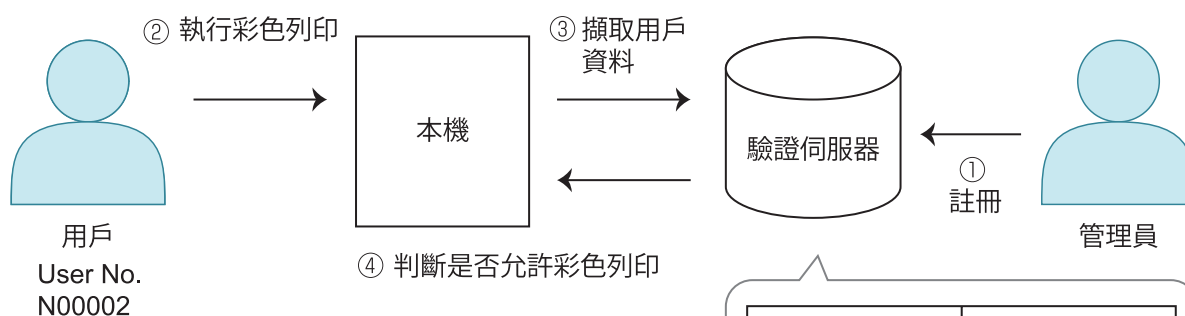 ② 執行彩色列印
③ 擷取用戶
資料
本機
驗證伺服器
①
註冊
用戶
User No.
N00002
管理員
④ 判斷是否允許彩色列印